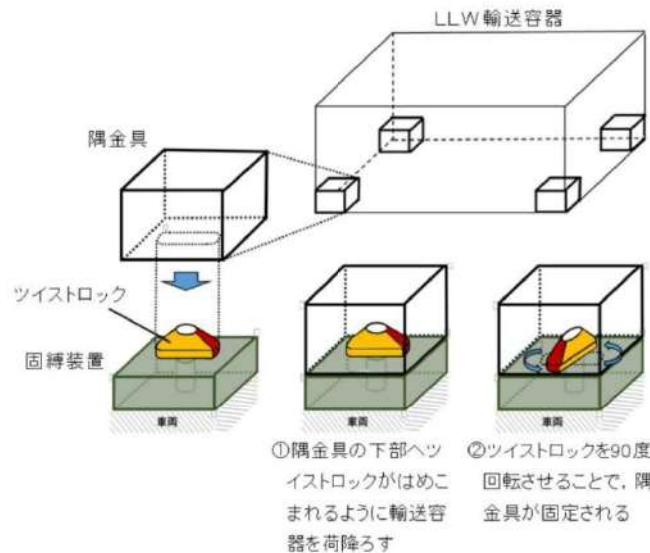 LLW輸送容器
隅金具
ツイストロック
固縛装置
車両
車両
車両
①隅金具の下部へツ
イストロックがはめこ
まれるように輸送容
器を荷降ろす
②ツイストロックを90度
回転させることで，隅
金具が固定される